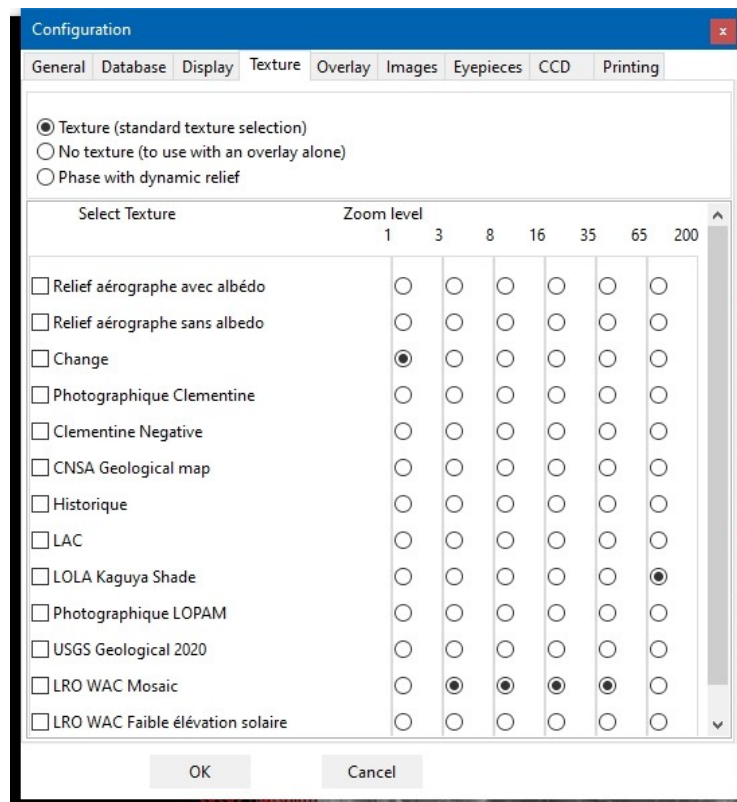 Configuration
x
General Database Display Texture Overlay Images Eyepieces CCD Printing
Texture (standard texture selection)
No texture (to use with an overlay alone)
Phase with dynamic relief
Select Texture Zoom level
1 3 8 16 35 65 200
Relief aérographe avec albédo
Relief aérographe sans albedo
Change
Photographique Clementine
Clementine Negative
CNSA Geological map
Historique
LAC
LOLA Kaguya Shade
Photographique LOPAM
USGS Geological 2020
LRO WAC Mosaic
LRO WAC Faible élévation solaire
OK Cancel